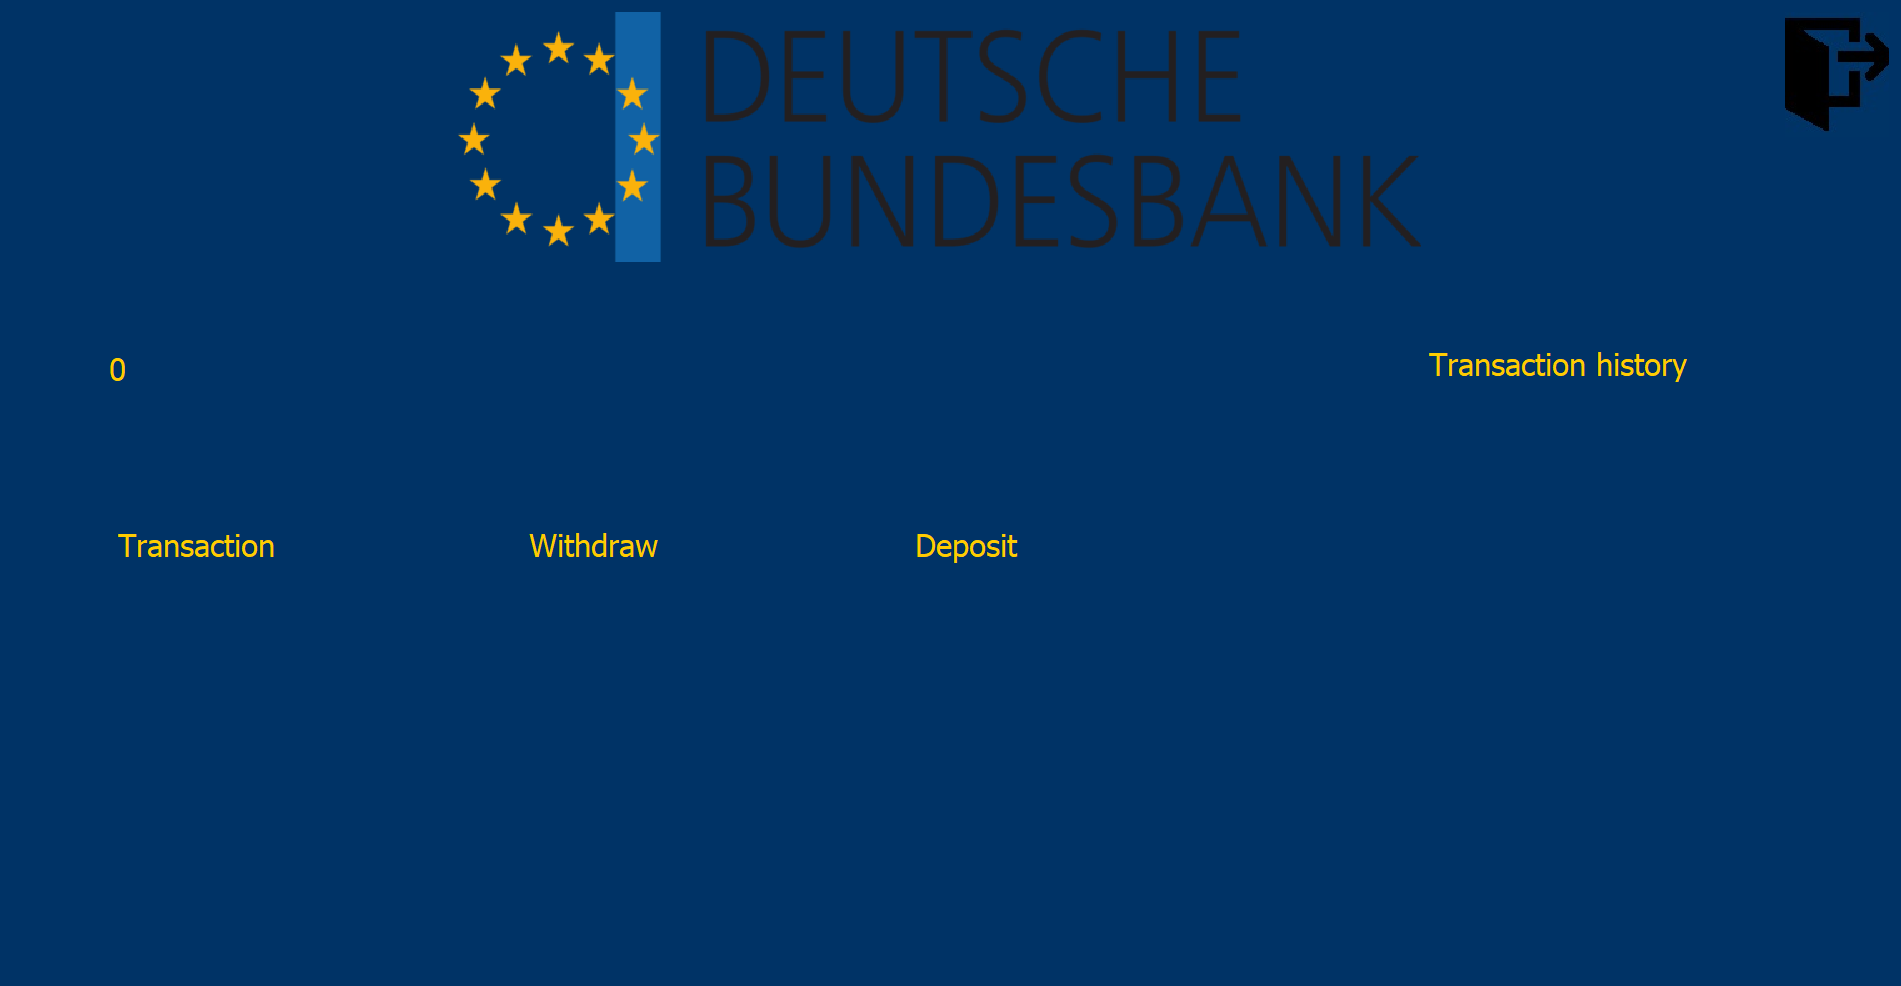 DEUTSCHE
BUNDESBANK
0
Transaction history
Transaction
Withdraw
Deposit